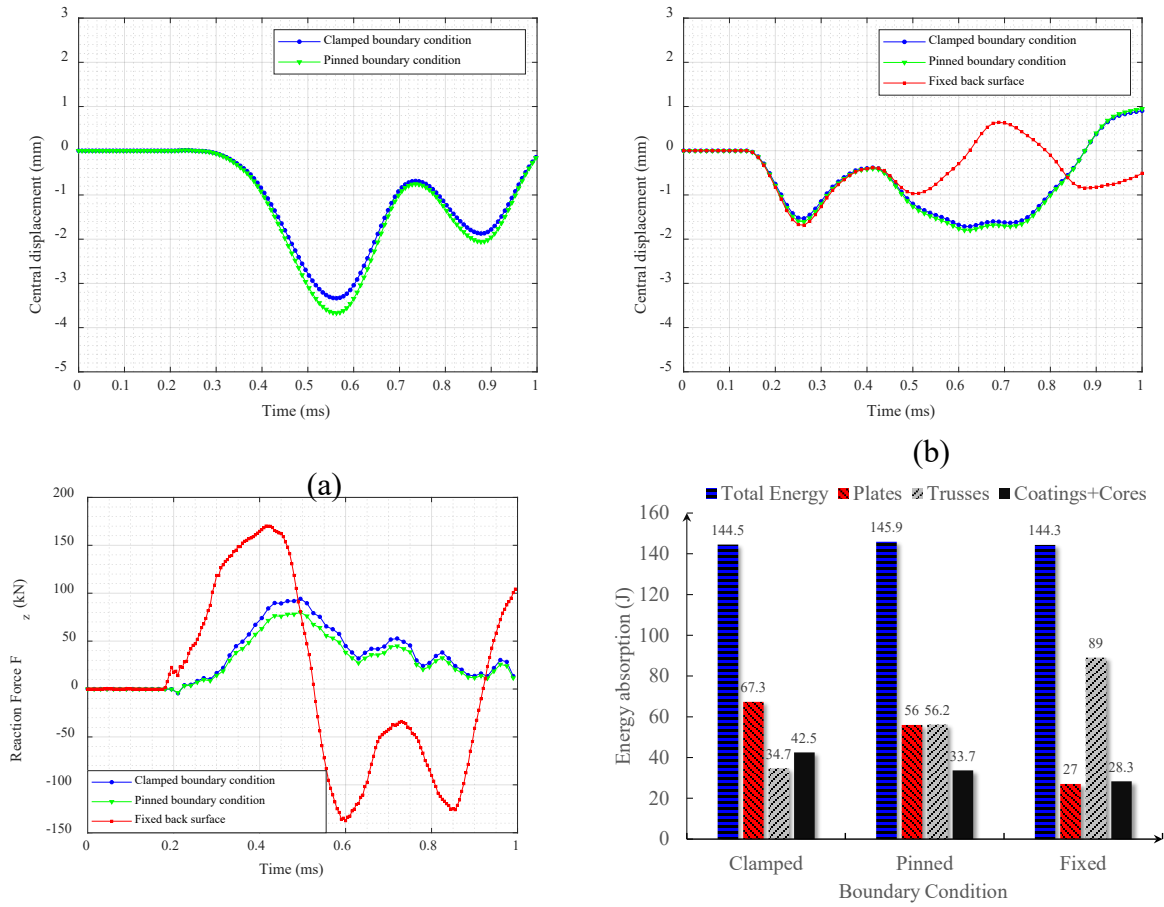 3
2
1
0
-1
-2
-3
-4
-5
Central displacement (mm)
Clamped boundary condition
Pinned boundary condition
0 0.1 0.2 0.3 0.4 0.5 0.6 0.7 0.8 0.9 1
Time (ms)
(a)
3
2
1
0
-1
-2
-3
-4
-5
Central displacement (mm)
Clamped boundary condition
Pinned boundary condition
Fixed back surface
0 0.1 0.2 0.3 0.4 0.5 0.6 0.7 0.8 0.9 1
Time (ms)
(b)
200
150
100
50
0
-50
-100
-150
Reaction Force F z (kN)
Clamped boundary condition
Pinned boundary condition
Fixed back surface
0 0.2 0.4 0.6 0.8 1
Time (ms)
Total Energy Plates Trusses Coatings+Cores
160
140
120
100
80
60
40
20
0
Energy absorption (J)
144.5 67.3 34.7 42.5
145.9 56 56.2 33.7
144.3 27 89 28.3
Clamped Pinned Fixed
Boundary Condition